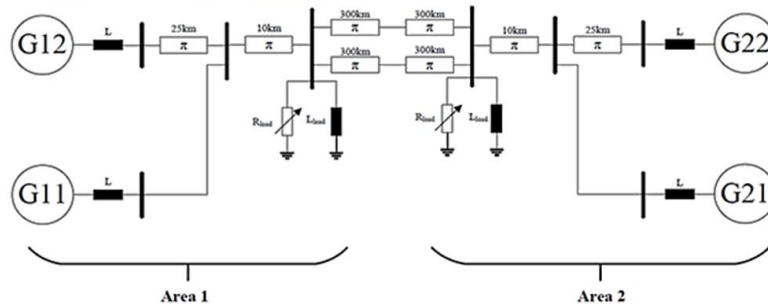 300km 300km
L 25km 10km 10km 25km L
G12 π π π π π π G22
300km 300km
π π
Rload Lload Rload Lload
L L
G11 G21
Area 1 Area 2